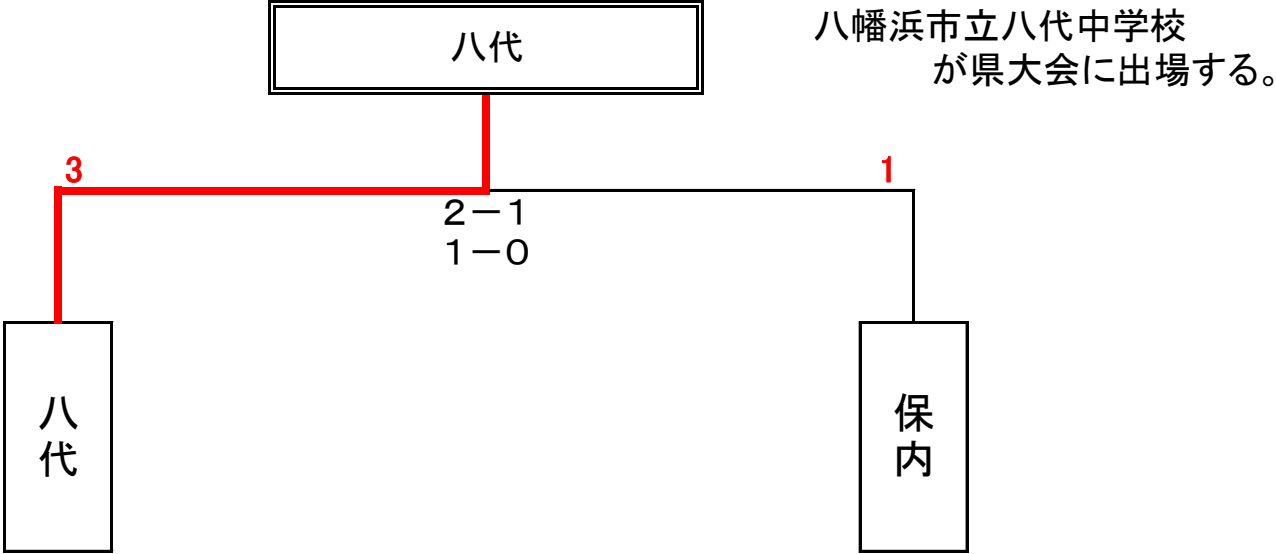 八代
八幡浜市立八代中学校
が県大会に出場する。
3
1
２－１
１－０
八代
保内